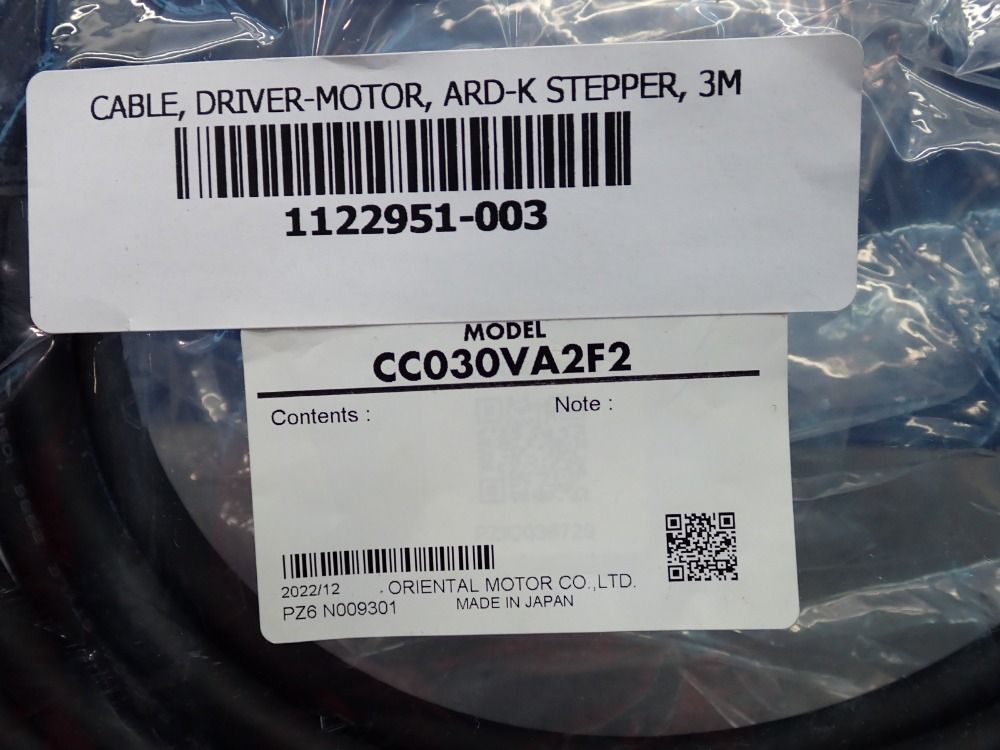 CABLE, DRIVER-MOTOR, ARD-K STEPPER, 3M
1122951-003
MODEL
CC030VA2F2
Contents :
Note :
2022/12
. ORIENTAL MOTOR CO.,LTD.
PZ6 N009301
MADE IN JAPAN